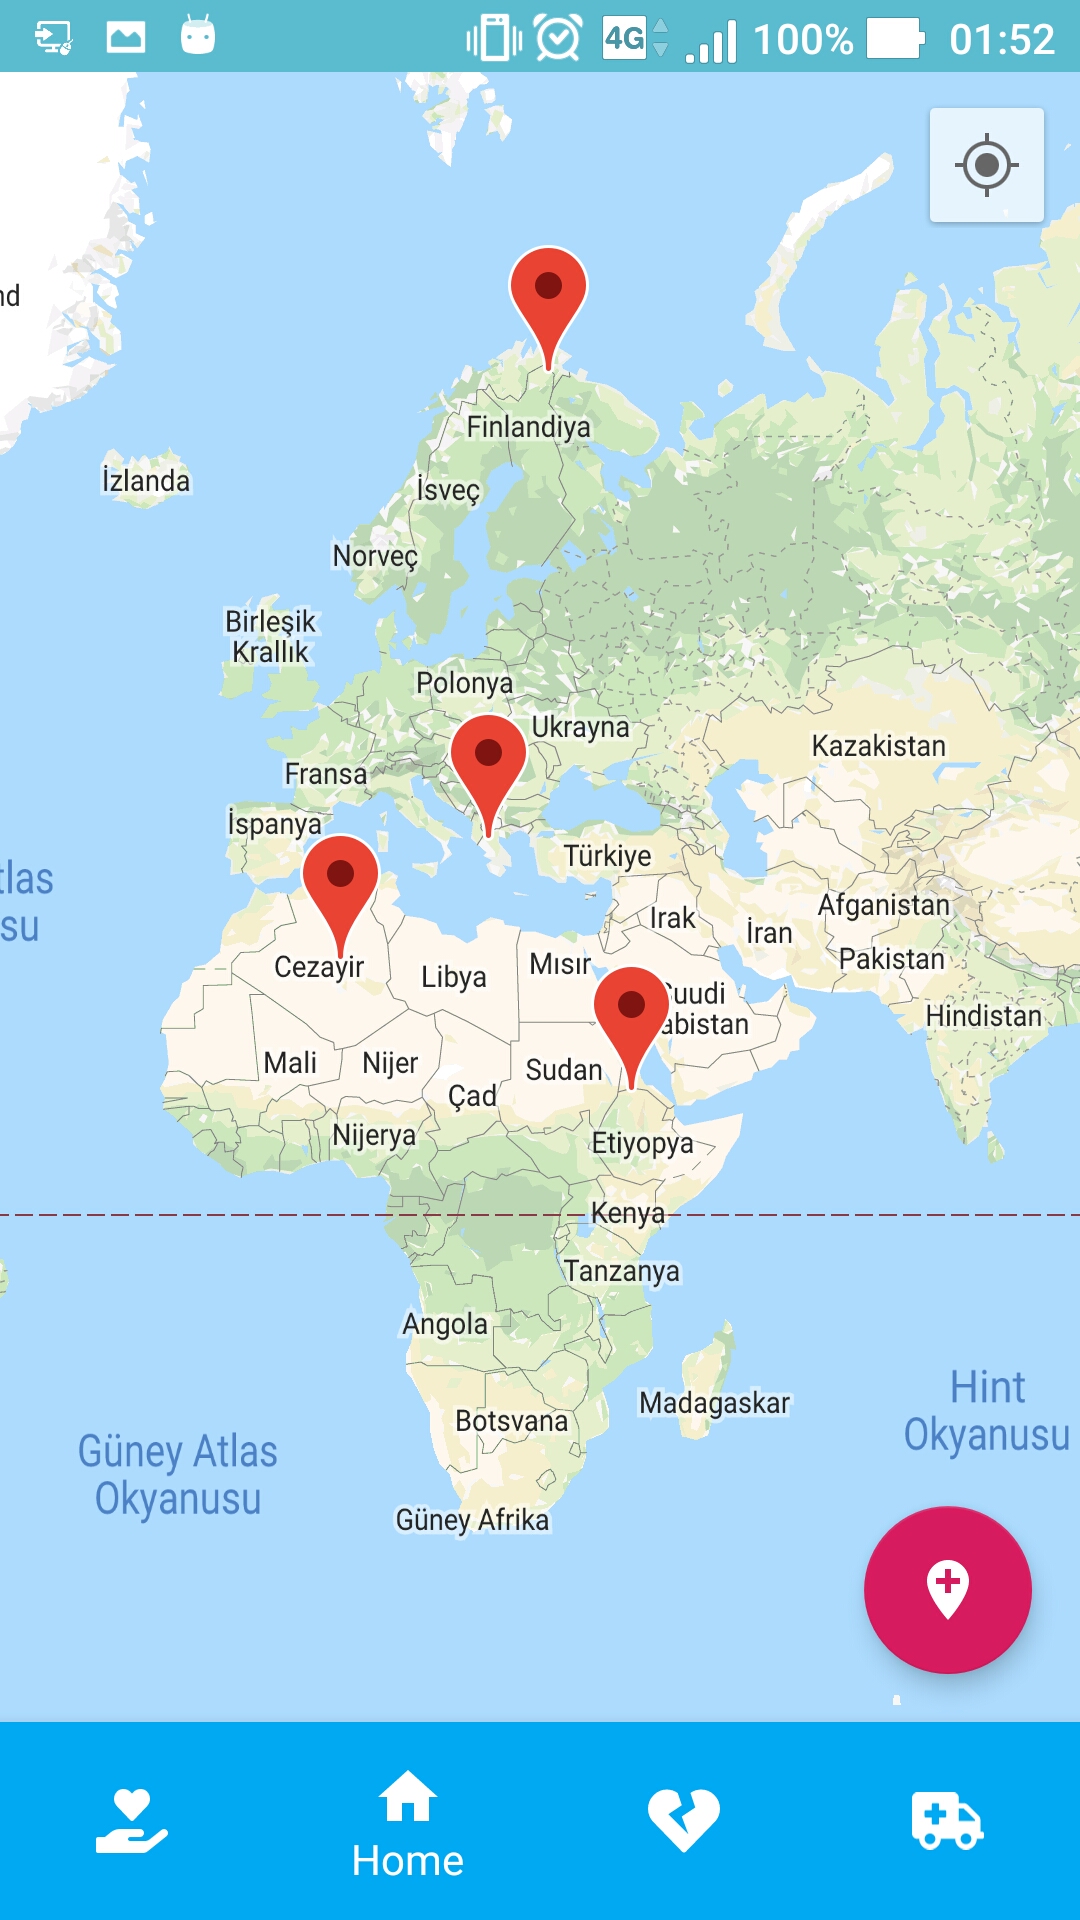 4G 100% 01:52
nd
Finlandiya
İzlanda
İsveç
Norveç
Birleşik
Krallık
Polonya
Ukrayna
Kazakistan
Fransa
İspanya
Türkiye
tlas
su
Afganistan
Irak
İran
Pakistan
Cezayir
Libya
Mısır
Suudi
abistan
Hindistan
Mali
Nijer
Sudan
Çad
Nijerya
Etiyopya
Kenya
Tanzanya
Angola
Madagaskar
Hint
Okyanusu
Botsvana
Güney Atlas
Okyanusu
Güney Afrika
Home